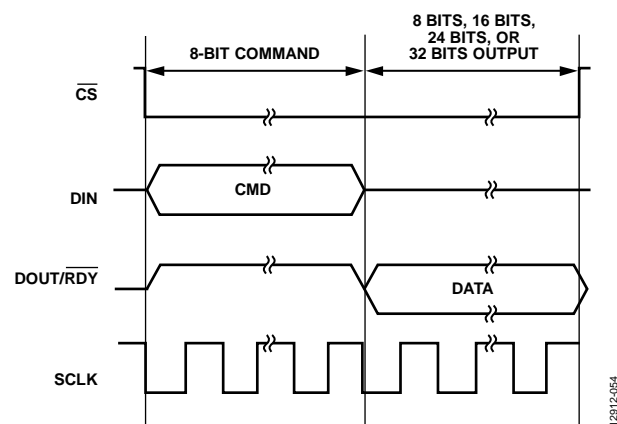 8 BITS, 16 BITS,
24 BITS, OR
32 BITS OUTPUT
8-BIT COMMAND
CS
DIN
CMD
DOUT/RDY
DATA
SCLK
12912-054